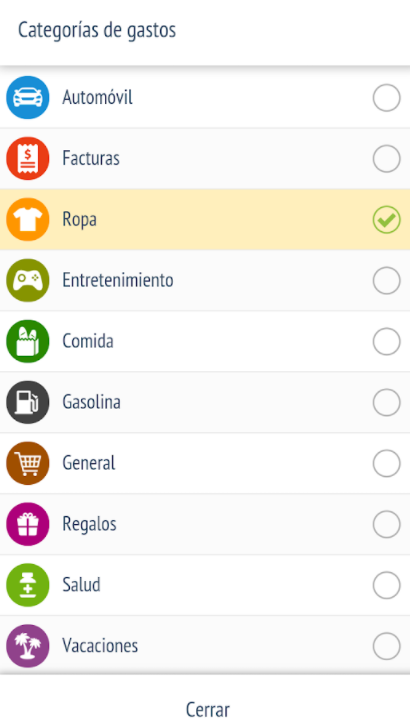 Categorías de gastos
Automóvil
Facturas
Ropa
Entretenimiento
Comida
Gasolina
General
Regalos
Salud
Vacaciones
Cerrar